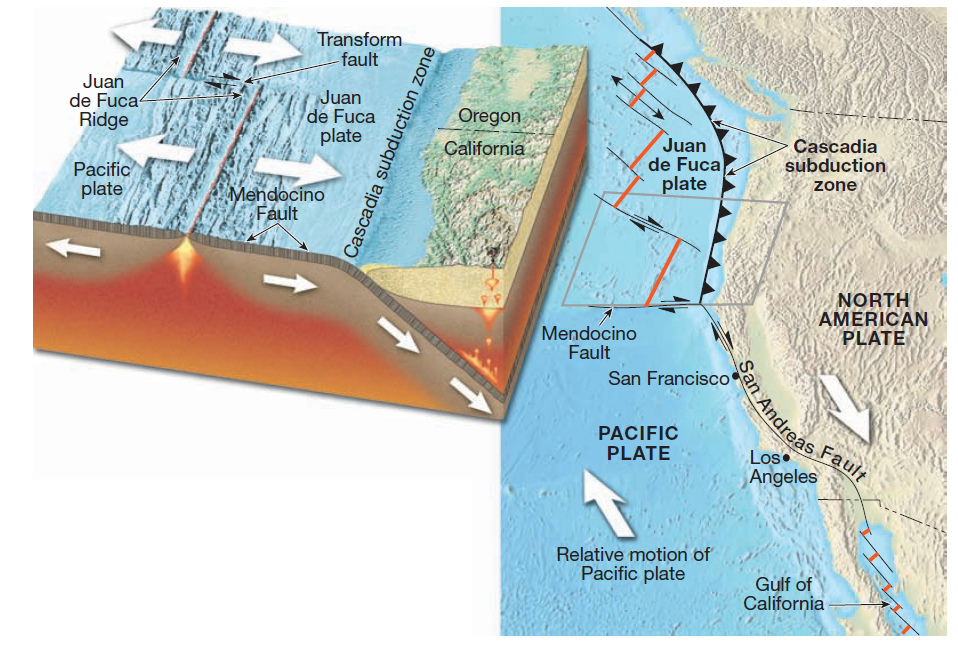 Transform
fault
Juan
de Fuca
Ridge
Juan
de Fuca
plate
Cascadia subduction zone
Oregon
California
Pacific
plate
Mendocino
Fault
Juan
de Fuca
plate
Cascadia
subduction
zone
NORTH
AMERICAN
PLATE
Mendocino
Fault
San Francisco
San Andreas Fault
PACIFIC
PLATE
Los
Angeles
Relative motion of
Pacific plate
Gulf of
California